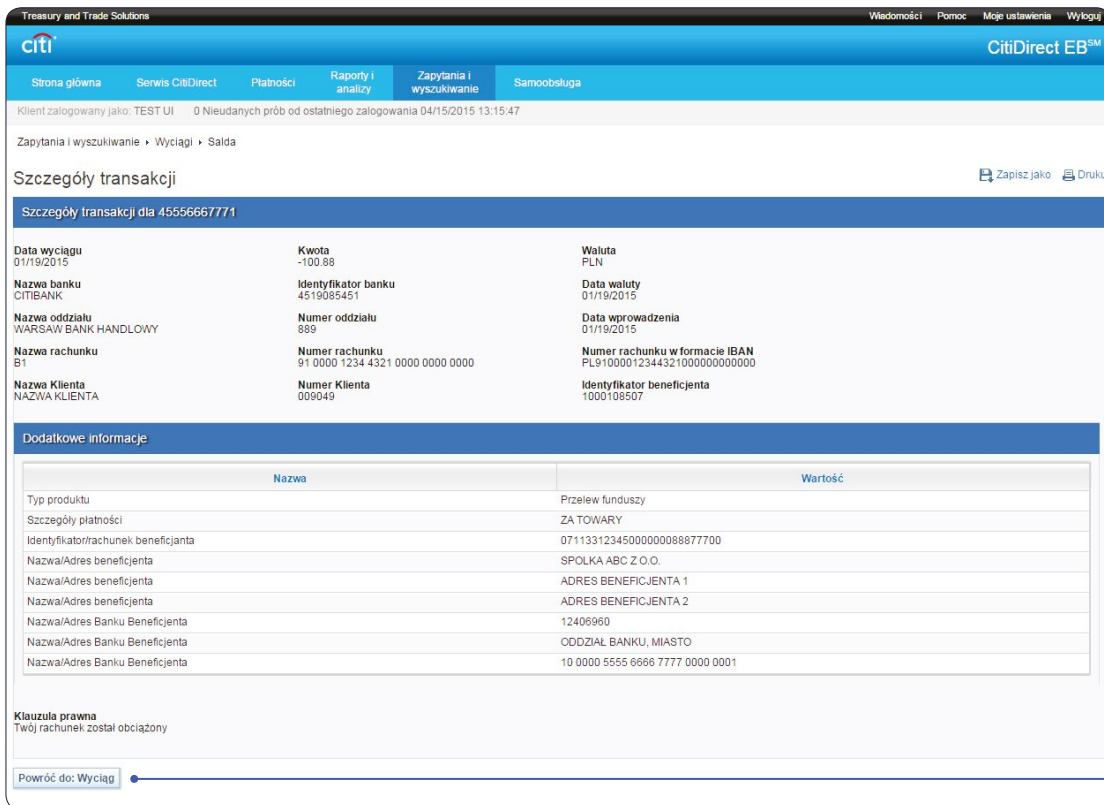 Treasury and Trade Solutions Wiadomości Pomoc Moje ustawienia Wyloguj
citi CitiDirect EB℠
Strona główna Serwis CitiDirect Płatności Raporty i analizy Zapytania i wyszukiwanie Samoobsługa
Klient zalogowany jako: TEST UI 0 Nieudanych prób od ostatniego zalogowania 04/15/2015 13:15:47
Zapytania i wyszukiwanie ▸ Wyciągi ▸ Salda
Szczegóły transakcji Zapisz jako Druku
Szczegóły transakcji dla 45556667771
Data wyciągu Kwota Waluta
01/19/2015 -100.88 PLN
Nazwa banku Identyfikator banku Data waluty
CITIBANK 4519085451 01/19/2015
Nazwa oddziału Numer oddziału Data wprowadzenia
WARSAW BANK HANDLOWY 889 01/19/2015
Nazwa rachunku Numer rachunku Numer rachunku w formacie IBAN
B1 91 0000 1234 4321 0000 0000 0000 PL91000012344321000000000000
Nazwa Klienta Numer Klienta Identyfikator beneficjenta
NAZWA KLIENTA 009049 1000108507
Dodatkowe informacje
Nazwa Wartość
Typ produktu Przelew funduszy
Szczegóły płatności ZA TOWARY
Identyfikator/rachunek beneficjanta 07113312345000000088877700
Nazwa/Adres beneficjenta SPOLKA ABC Z O.O.
Nazwa/Adres beneficjenta ADRES BENEFICJENTA 1
Nazwa/Adres beneficjenta ADRES BENEFICJENTA 2
Nazwa/Adres Banku Beneficjenta 12406960
Nazwa/Adres Banku Beneficjenta ODDZIAŁ BANKU, MIASTO
Nazwa/Adres Banku Beneficjenta 10 0000 5555 6666 7777 0000 0001
Klauzula prawna
Twój rachunek został obciążony
Powróć do: Wyciąg